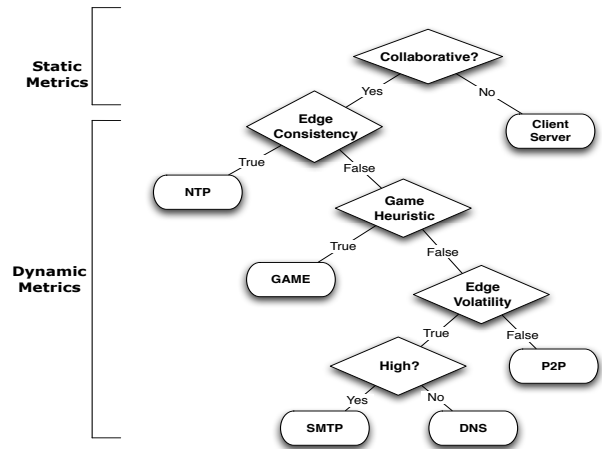 Static
Metrics
Collaborative?
Yes
No
Edge
Consistency
Client
Server
True
False
NTP
Game
Heuristic
True
False
Dynamic
Metrics
GAME
Edge
Volatility
True
False
High?
P2P
Yes
No
SMTP
DNS